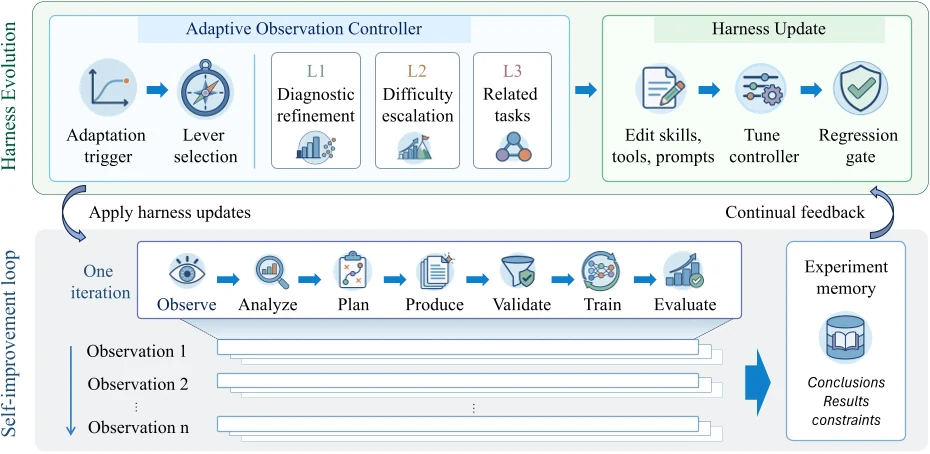 Harness Evolution
Adaptive Observation Controller
Adaptation
trigger
Lever
selection
L1
Diagnostic
refinement
L2
Difficulty
escalation
L3
Related
tasks
Harness Update
Edit skills,
tools, prompts
Tune
controller
Regression
gate
Apply harness updates
Continual feedback
Self-improvement loop
One
iteration
Observe
Analyze
Plan
Produce
Validate
Train
Evaluate
Observation 1
Observation 2
⋮
⋮
Observation n
Experiment
memory
Conclusions
Results
constraints